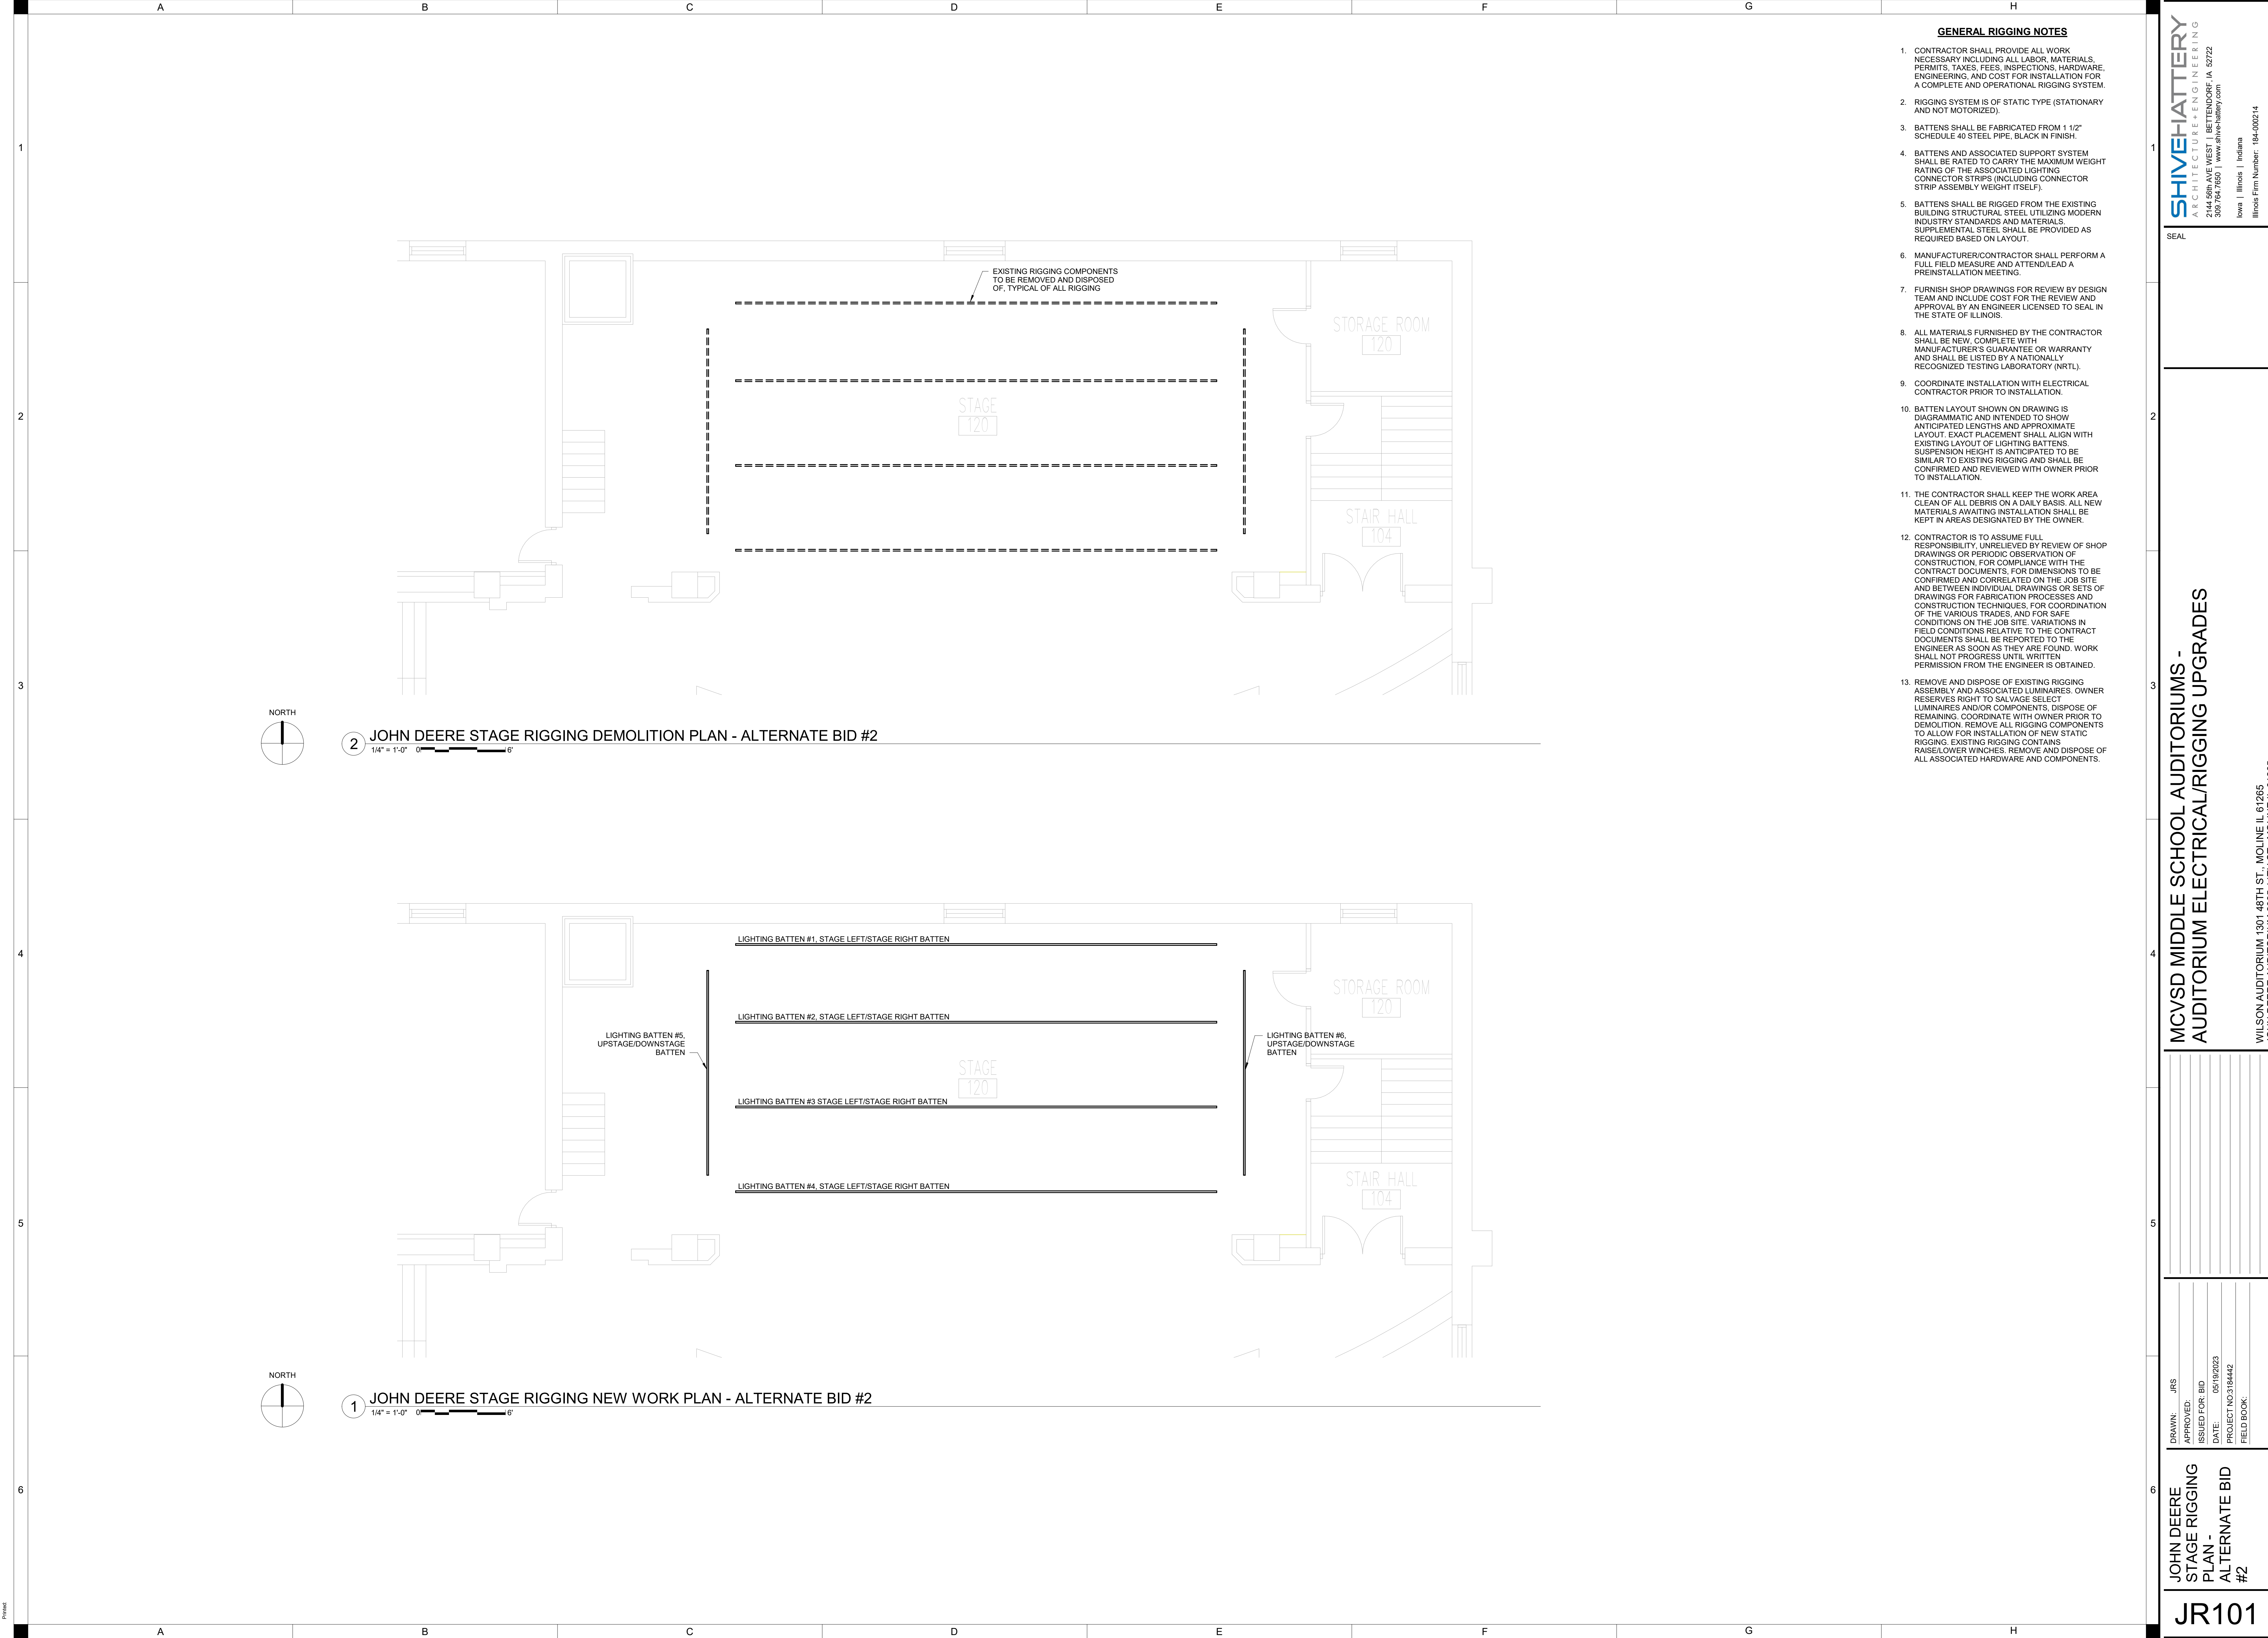 A B C D E F G H
GENERAL RIGGING NOTES
1. CONTRACTOR SHALL PROVIDE ALL WORK
NECESSARY INCLUDING ALL LABOR, MATERIALS,
PERMITS, TAXES, FEES, INSPECTIONS, HARDWARE,
ENGINEERING, AND COST FOR INSTALLATION FOR
A COMPLETE AND OPERATIONAL RIGGING SYSTEM.
2. RIGGING SYSTEM IS OF STATIC TYPE (STATIONARY
AND NOT MOTORIZED).
3. BATTENS SHALL BE FABRICATED FROM 1 1/2"
SCHEDULE 40 STEEL PIPE, BLACK IN FINISH.
4. BATTENS AND ASSOCIATED SUPPORT SYSTEM
SHALL BE RATED TO CARRY THE MAXIMUM WEIGHT
RATING OF THE ASSOCIATED LIGHTING
CONNECTOR STRIPS (INCLUDING CONNECTOR
STRIP ASSEMBLY WEIGHT ITSELF).
5. BATTENS SHALL BE RIGGED FROM THE EXISTING
BUILDING STRUCTURAL STEEL UTILIZING MODERN
INDUSTRY STANDARDS AND MATERIALS.
SUPPLEMENTAL STEEL SHALL BE PROVIDED AS
REQUIRED BASED ON LAYOUT.
6. MANUFACTURER/CONTRACTOR SHALL PERFORM A
FULL FIELD MEASURE AND ATTEND/LEAD A
PREINSTALLATION MEETING.
7. FURNISH SHOP DRAWINGS FOR REVIEW BY DESIGN
TEAM AND INCLUDE COST FOR THE REVIEW AND
APPROVAL BY AN ENGINEER LICENSED TO SEAL IN
THE STATE OF ILLINOIS.
8. ALL MATERIALS FURNISHED BY THE CONTRACTOR
SHALL BE NEW, COMPLETE WITH
MANUFACTURER'S GUARANTEE OR WARRANTY
AND SHALL BE LISTED BY A NATIONALLY
RECOGNIZED TESTING LABORATORY (NRTL).
9. COORDINATE INSTALLATION WITH ELECTRICAL
CONTRACTOR PRIOR TO INSTALLATION.
10. BATTEN LAYOUT SHOWN ON DRAWING IS
DIAGRAMMATIC AND INTENDED TO SHOW
ANTICIPATED LENGTHS AND APPROXIMATE
LAYOUT. EXACT PLACEMENT SHALL ALIGN WITH
EXISTING LAYOUT OF LIGHTING BATTENS.
SUSPENSION HEIGHT IS ANTICIPATED TO BE
SIMILAR TO EXISTING RIGGING AND SHALL BE
CONFIRMED AND REVIEWED WITH OWNER PRIOR
TO INSTALLATION.
11. THE CONTRACTOR SHALL KEEP THE WORK AREA
CLEAN OF ALL DEBRIS ON A DAILY BASIS. ALL NEW
MATERIALS AWAITING INSTALLATION SHALL BE
KEPT IN AREAS DESIGNATED BY THE OWNER.
12. CONTRACTOR IS TO ASSUME FULL
RESPONSIBILITY, UNRELIEVED BY REVIEW OF SHOP
DRAWINGS OR PERIODIC OBSERVATION OF
CONSTRUCTION, FOR COMPLIANCE WITH THE
CONTRACT DOCUMENTS, FOR DIMENSIONS TO BE
CONFIRMED AND CORRELATED ON THE JOB SITE
AND BETWEEN INDIVIDUAL DRAWINGS OR SETS OF
DRAWINGS FOR FABRICATION PROCESSES AND
CONSTRUCTION TECHNIQUES, FOR COORDINATION
OF THE VARIOUS TRADES, AND FOR SAFE
CONDITIONS ON THE JOB SITE. VARIATIONS IN
FIELD CONDITIONS RELATIVE TO THE CONTRACT
DOCUMENTS SHALL BE REPORTED TO THE
ENGINEER AS SOON AS THEY ARE FOUND. WORK
SHALL NOT PROGRESS UNTIL WRITTEN
PERMISSION FROM THE ENGINEER IS OBTAINED.
13. REMOVE AND DISPOSE OF EXISTING RIGGING
ASSEMBLY AND ASSOCIATED LUMINAIRES. OWNER
RESERVES RIGHT TO SALVAGE SELECT
LUMINAIRES AND/OR COMPONENTS, DISPOSE OF
REMAINING. COORDINATE WITH OWNER PRIOR TO
DEMOLITION. REMOVE ALL RIGGING COMPONENTS
TO ALLOW FOR INSTALLATION OF NEW STATIC
RIGGING. EXISTING RIGGING CONTAINS
RAISE/LOWER WINCHES. REMOVE AND DISPOSE OF
ALL ASSOCIATED HARDWARE AND COMPONENTS.
EXISTING RIGGING COMPONENTS
TO BE REMOVED AND DISPOSED
OF, TYPICAL OF ALL RIGGING
STORAGE ROOM
120
STAGE
120
STAIR HALL
104
NORTH
2 JOHN DEERE STAGE RIGGING DEMOLITION PLAN - ALTERNATE BID #2
1/4" = 1'-0" 0 6'
LIGHTING BATTEN #1, STAGE LEFT/STAGE RIGHT BATTEN
STORAGE ROOM
120
LIGHTING BATTEN #2, STAGE LEFT/STAGE RIGHT BATTEN
LIGHTING BATTEN #5,
UPSTAGE/DOWNSTAGE
BATTEN
LIGHTING BATTEN #6,
UPSTAGE/DOWNSTAGE
BATTEN
STAGE
120
LIGHTING BATTEN #3 STAGE LEFT/STAGE RIGHT BATTEN
STAIR HALL
104
LIGHTING BATTEN #4, STAGE LEFT/STAGE RIGHT BATTEN
NORTH
1 JOHN DEERE STAGE RIGGING NEW WORK PLAN - ALTERNATE BID #2
1/4" = 1'-0" 0 6'
1 1
2 2
3 3
4 4
5 5
6 6
A B C D E F G H
Printed:
SHIVEHATTERY
ARCHITECTURE+ENGINEERING
2144 56th AVE WEST | BETTENDORF, IA 52722
309.764.7650 | www.shive-hattery.com
Iowa | Illinois | Indiana
Illinois Firm Number: 184-000214
SEAL
MCVSD MIDDLE SCHOOL AUDITORIUMS -
AUDITORIUM ELECTRICAL/RIGGING UPGRADES
WILSON AUDITORIUM 1301 48TH ST., MOLINE IL 61265
DRAWN: JRS
APPROVED:
ISSUED FOR: BID
DATE: 05/19/2023
PROJECT NO: 3184442
FIELD BOOK:
JOHN DEERE
STAGE RIGGING
PLAN -
ALTERNATE BID
#2
JR101